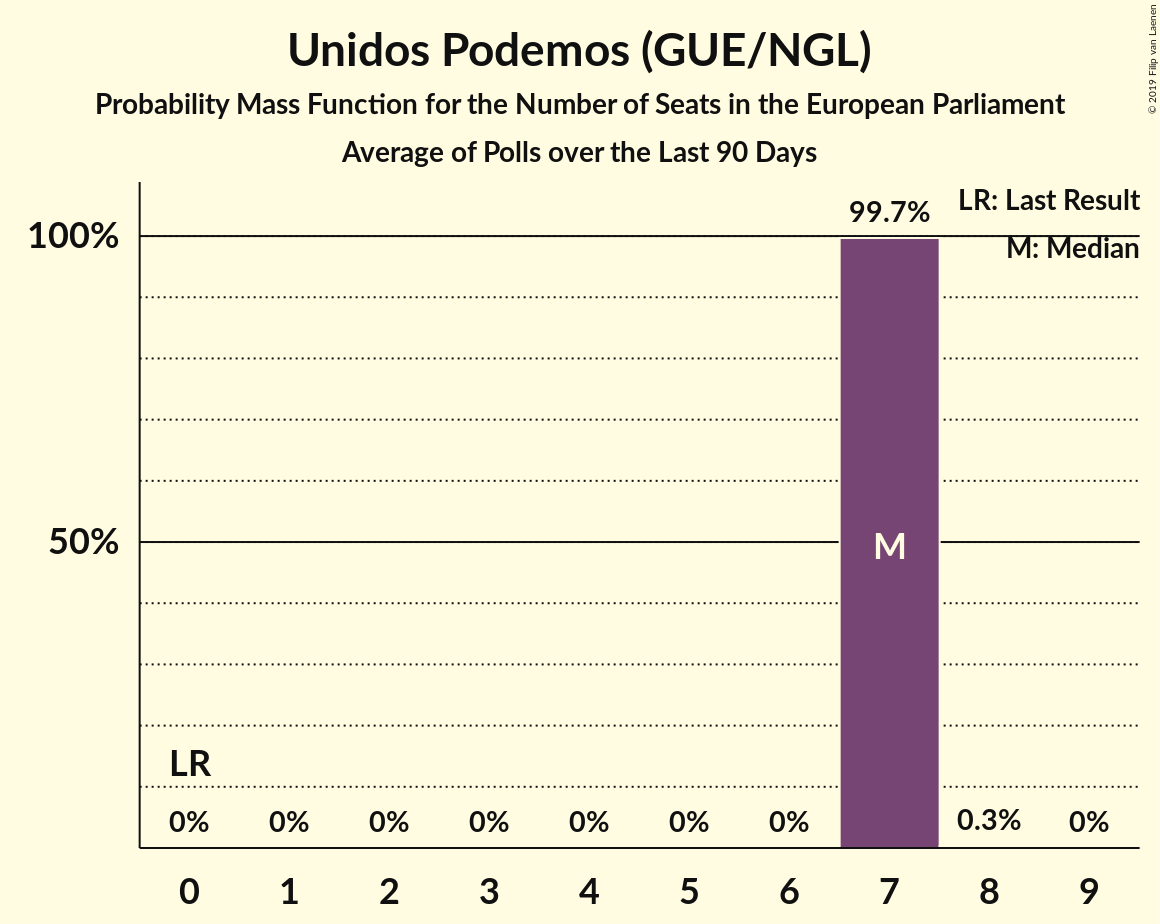 Unidos Podemos (GUE/NGL)
Probability Mass Function for the Number of Seats in the European Parliament
Average of Polls over the Last 90 Days
© 2019 Filip van Laenen
LR: Last Result
M: Median
99.7%
100%
50%
M
LR
0% 0% 0% 0% 0% 0% 0% 0.3% 0%
0 1 2 3 4 5 6 7 8 9